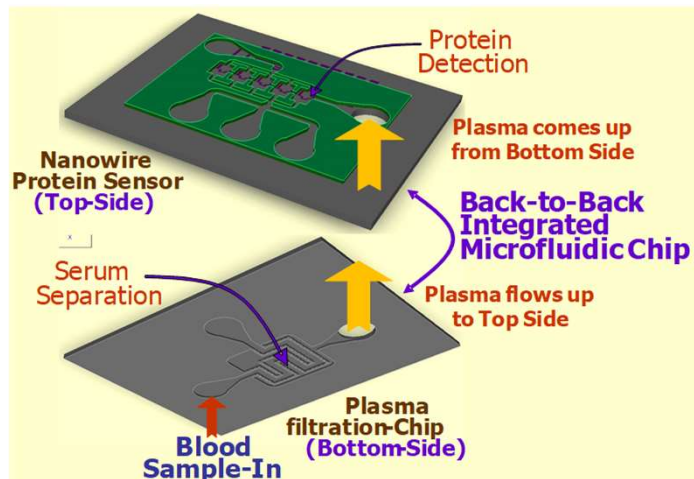 Protein
Detection
Plasma comes up
from Bottom Side
Nanowire
Protein Sensor
(Top-Side)
Back-to-Back
Integrated
Microfluidic Chip
x
Serum
Separation
Plasma flows up
to Top Side
Plasma
filtration-Chip
(Bottom-Side)
Blood
Sample-In